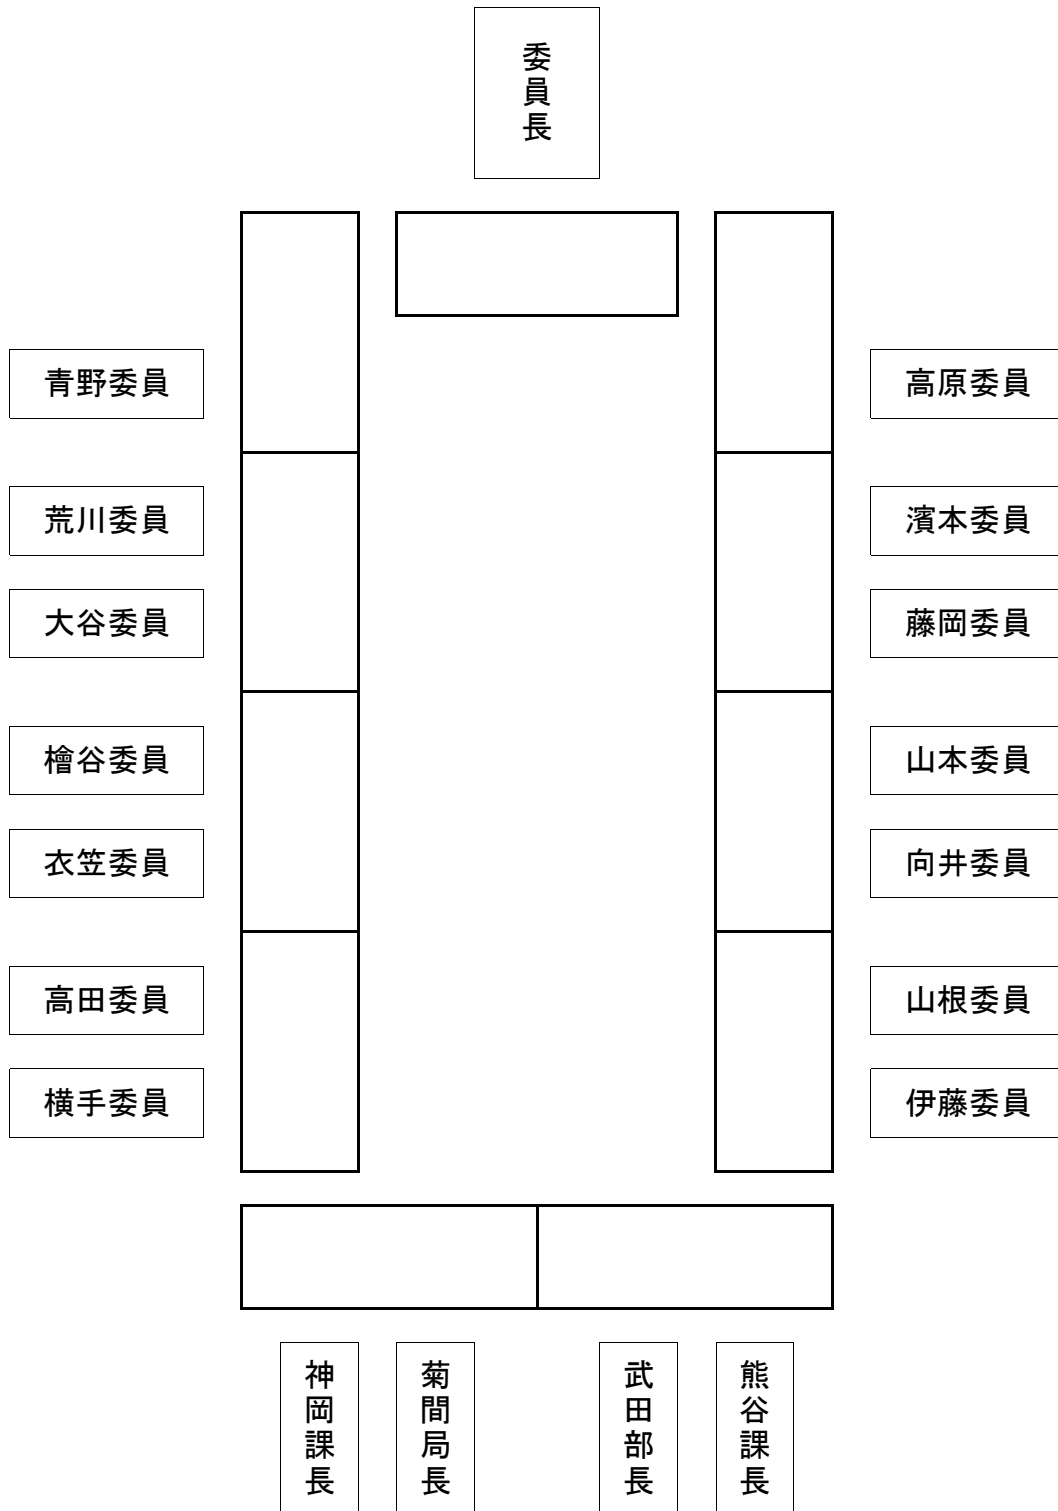 委員長
青野委員
高原委員
荒川委員
濱本委員
大谷委員
藤岡委員
檜谷委員
山本委員
衣笠委員
向井委員
高田委員
山根委員
横手委員
伊藤委員
神岡課長
菊間局長
武田部長
熊谷課長